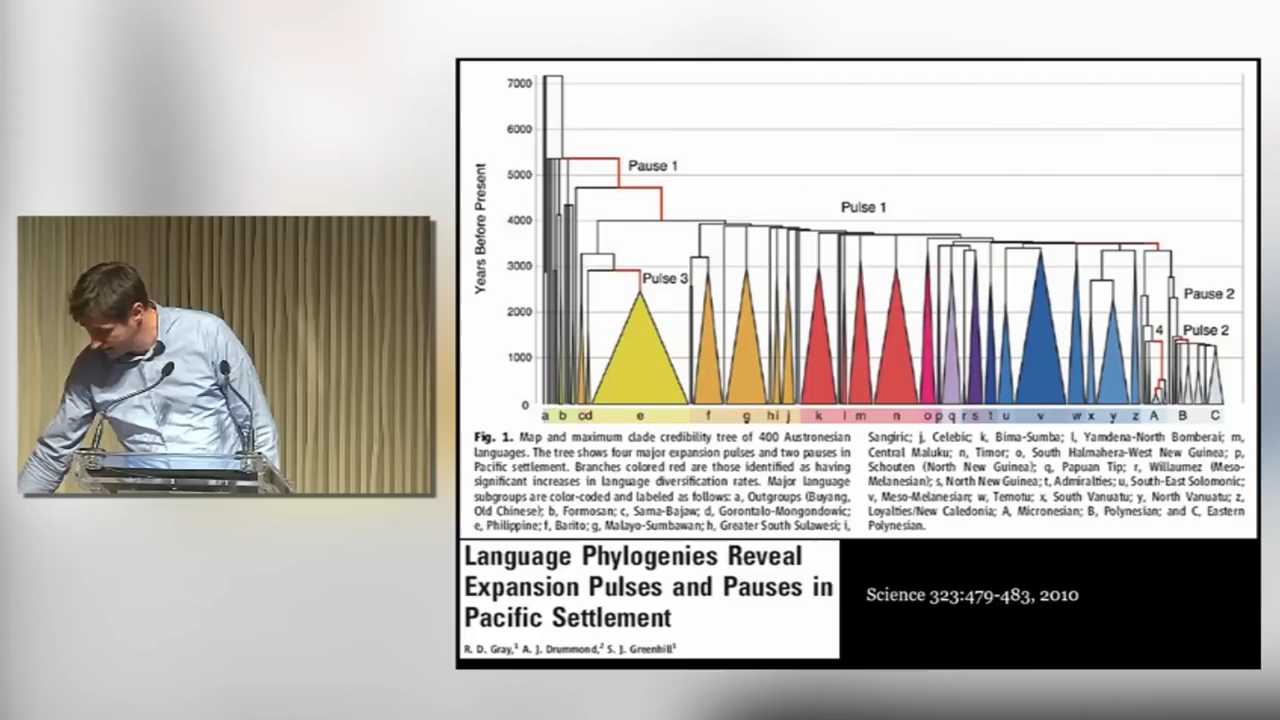 7000
6000
5000
4000
3000
2000
1000
0
Years Before Present
Pause 1
Pulse 1
Pulse 3
Pause 2
4
Pulse 2
a b cd e f g hi j k l m n o p q r s t u v w x y z A B C
Fig. 1. Map and maximum clade credibility tree of 400 Austronesian
languages. The tree shows four major expansion pulses and two pauses in
Pacific settlement. Branches colored red are those identified as having
significant increases in language diversification rates. Major language
subgroups are color-coded and labeled as follows: a, Outgroups (Buyang,
Old Chinese); b, Formosan; c, Sama-Bajaw; d, Gorontalo-Mongondowic;
e, Philippine; f, Barito; g, Malayo-Sumbawan; h, Greater South Sulawesi; i,
Sangiric; j, Celebic; k, Bima-Sumba; l, Yamdena-North Bomberai; m,
Central Maluku; n, Timor; o, South Halmahera-West New Guinea; p,
Schouten (North New Guinea); q, Papuan Tip; r, Willaumez (Meso-
Melanesian); s, North New Guinea; t, Admiralties; u, South-East Solomonic;
v, Meso-Melanesian; w, Temotu; x, South Vanuatu; y, North Vanuatu; z,
Loyalties/New Caledonia; A, Micronesian; B, Polynesian; and C, Eastern
Polynesian.
Language Phylogenies Reveal
Expansion Pulses and Pauses in
Pacific Settlement
R. D. Gray,¹ A. J. Drummond,² S. J. Greenhill¹
Science 323:479-483, 2010